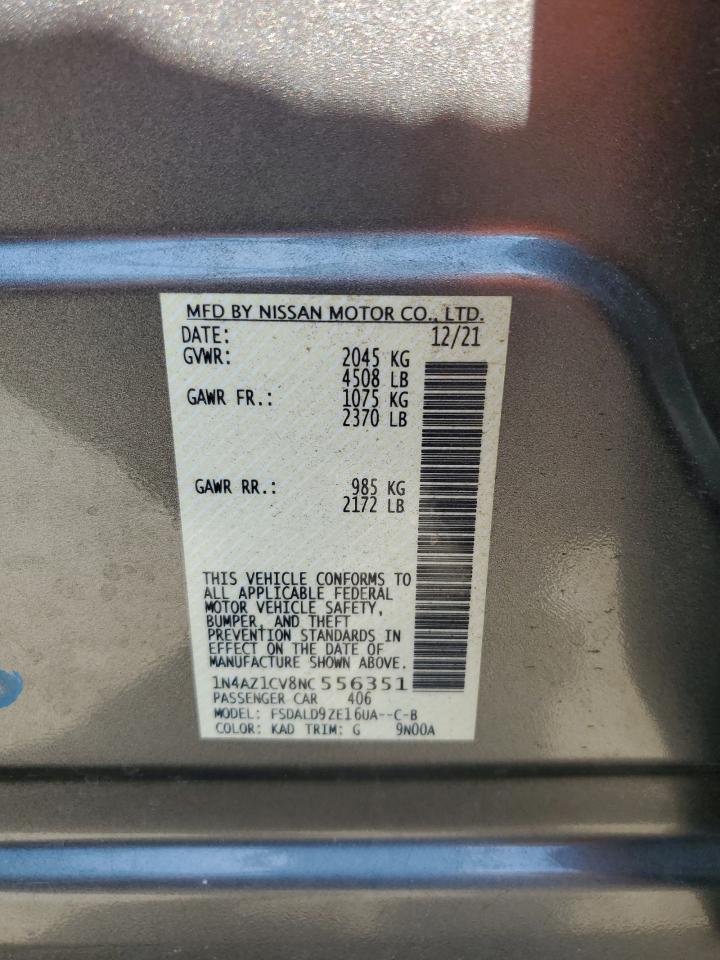 MFD BY NISSAN MOTOR CO., LTD.
DATE: 12/21
GVWR: 2045 KG
4508 LB
GAWR FR.: 1075 KG
2370 LB
GAWR RR.: 985 KG
2172 LB
THIS VEHICLE CONFORMS TO
ALL APPLICABLE FEDERAL
MOTOR VEHICLE SAFETY,
BUMPER, AND THEFT
PREVENTION STANDARDS IN
EFFECT ON THE DATE OF
MANUFACTURE SHOWN ABOVE.
1N4AZ1CV8NC556351
PASSENGER CAR 406
MODEL: FSDALD9ZE16UA--C-B
COLOR: KAD TRIM: G 9N00A